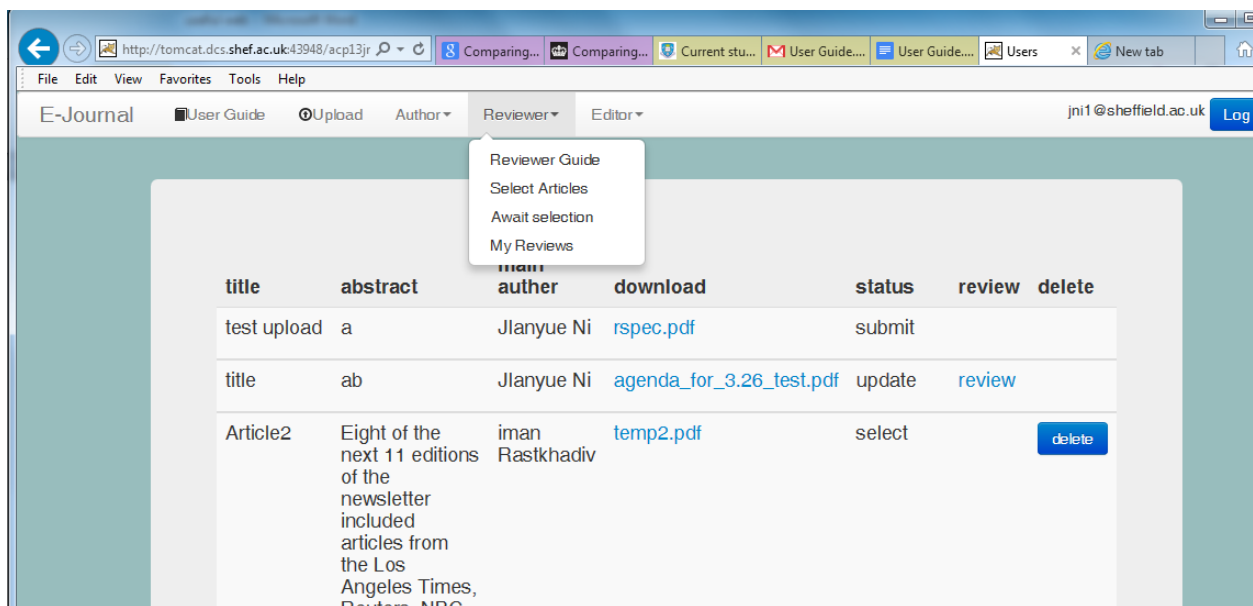 http://tomcat.dcs.shef.ac.uk:43948/acp13jr
Comparing...
Comparing...
Current stu...
User Guide....
User Guide....
Users
New tab
File Edit View Favorites Tools Help
E-Journal User Guide Upload Author Reviewer Editor jni1@sheffield.ac.uk Log
Reviewer Guide
Select Articles
Await selection
My Reviews
main
title abstract auther download status review delete
test upload a JIanyue Ni rspec.pdf submit
title ab JIanyue Ni agenda_for_3.26_test.pdf update review
Article2 Eight of the iman temp2.pdf select delete
next 11 editions Rastkhadiv
of the
newsletter
included
articles from
the Los
Angeles Times,
Reuters, NBC